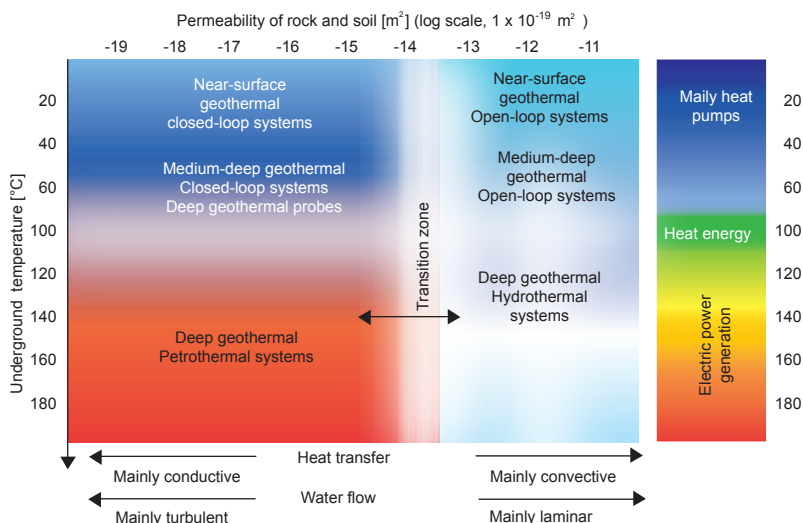 Permeability of rock and soil [m²] (log scale, 1 x 10⁻¹⁹ m²)
-19 -18 -17 -16 -15 -14 -13 -12 -11
Underground temperature [°C]
20
40
60
80
100
120
140
160
180
Near-surface
geothermal
closed-loop systems
Medium-deep geothermal
Closed-loop systems
Deep geothermal probes
Deep geothermal
Petrothermal systems
Transition zone
Near-surface
geothermal
Open-loop systems
Medium-deep
geothermal
Open-loop systems
Deep geothermal
Hydrothermal
systems
Maily heat
pumps
Heat energy
Electric power
generation
20
40
60
80
100
120
140
160
180
Heat transfer
Mainly conductive
Mainly convective
Water flow
Mainly turbulent
Mainly laminar